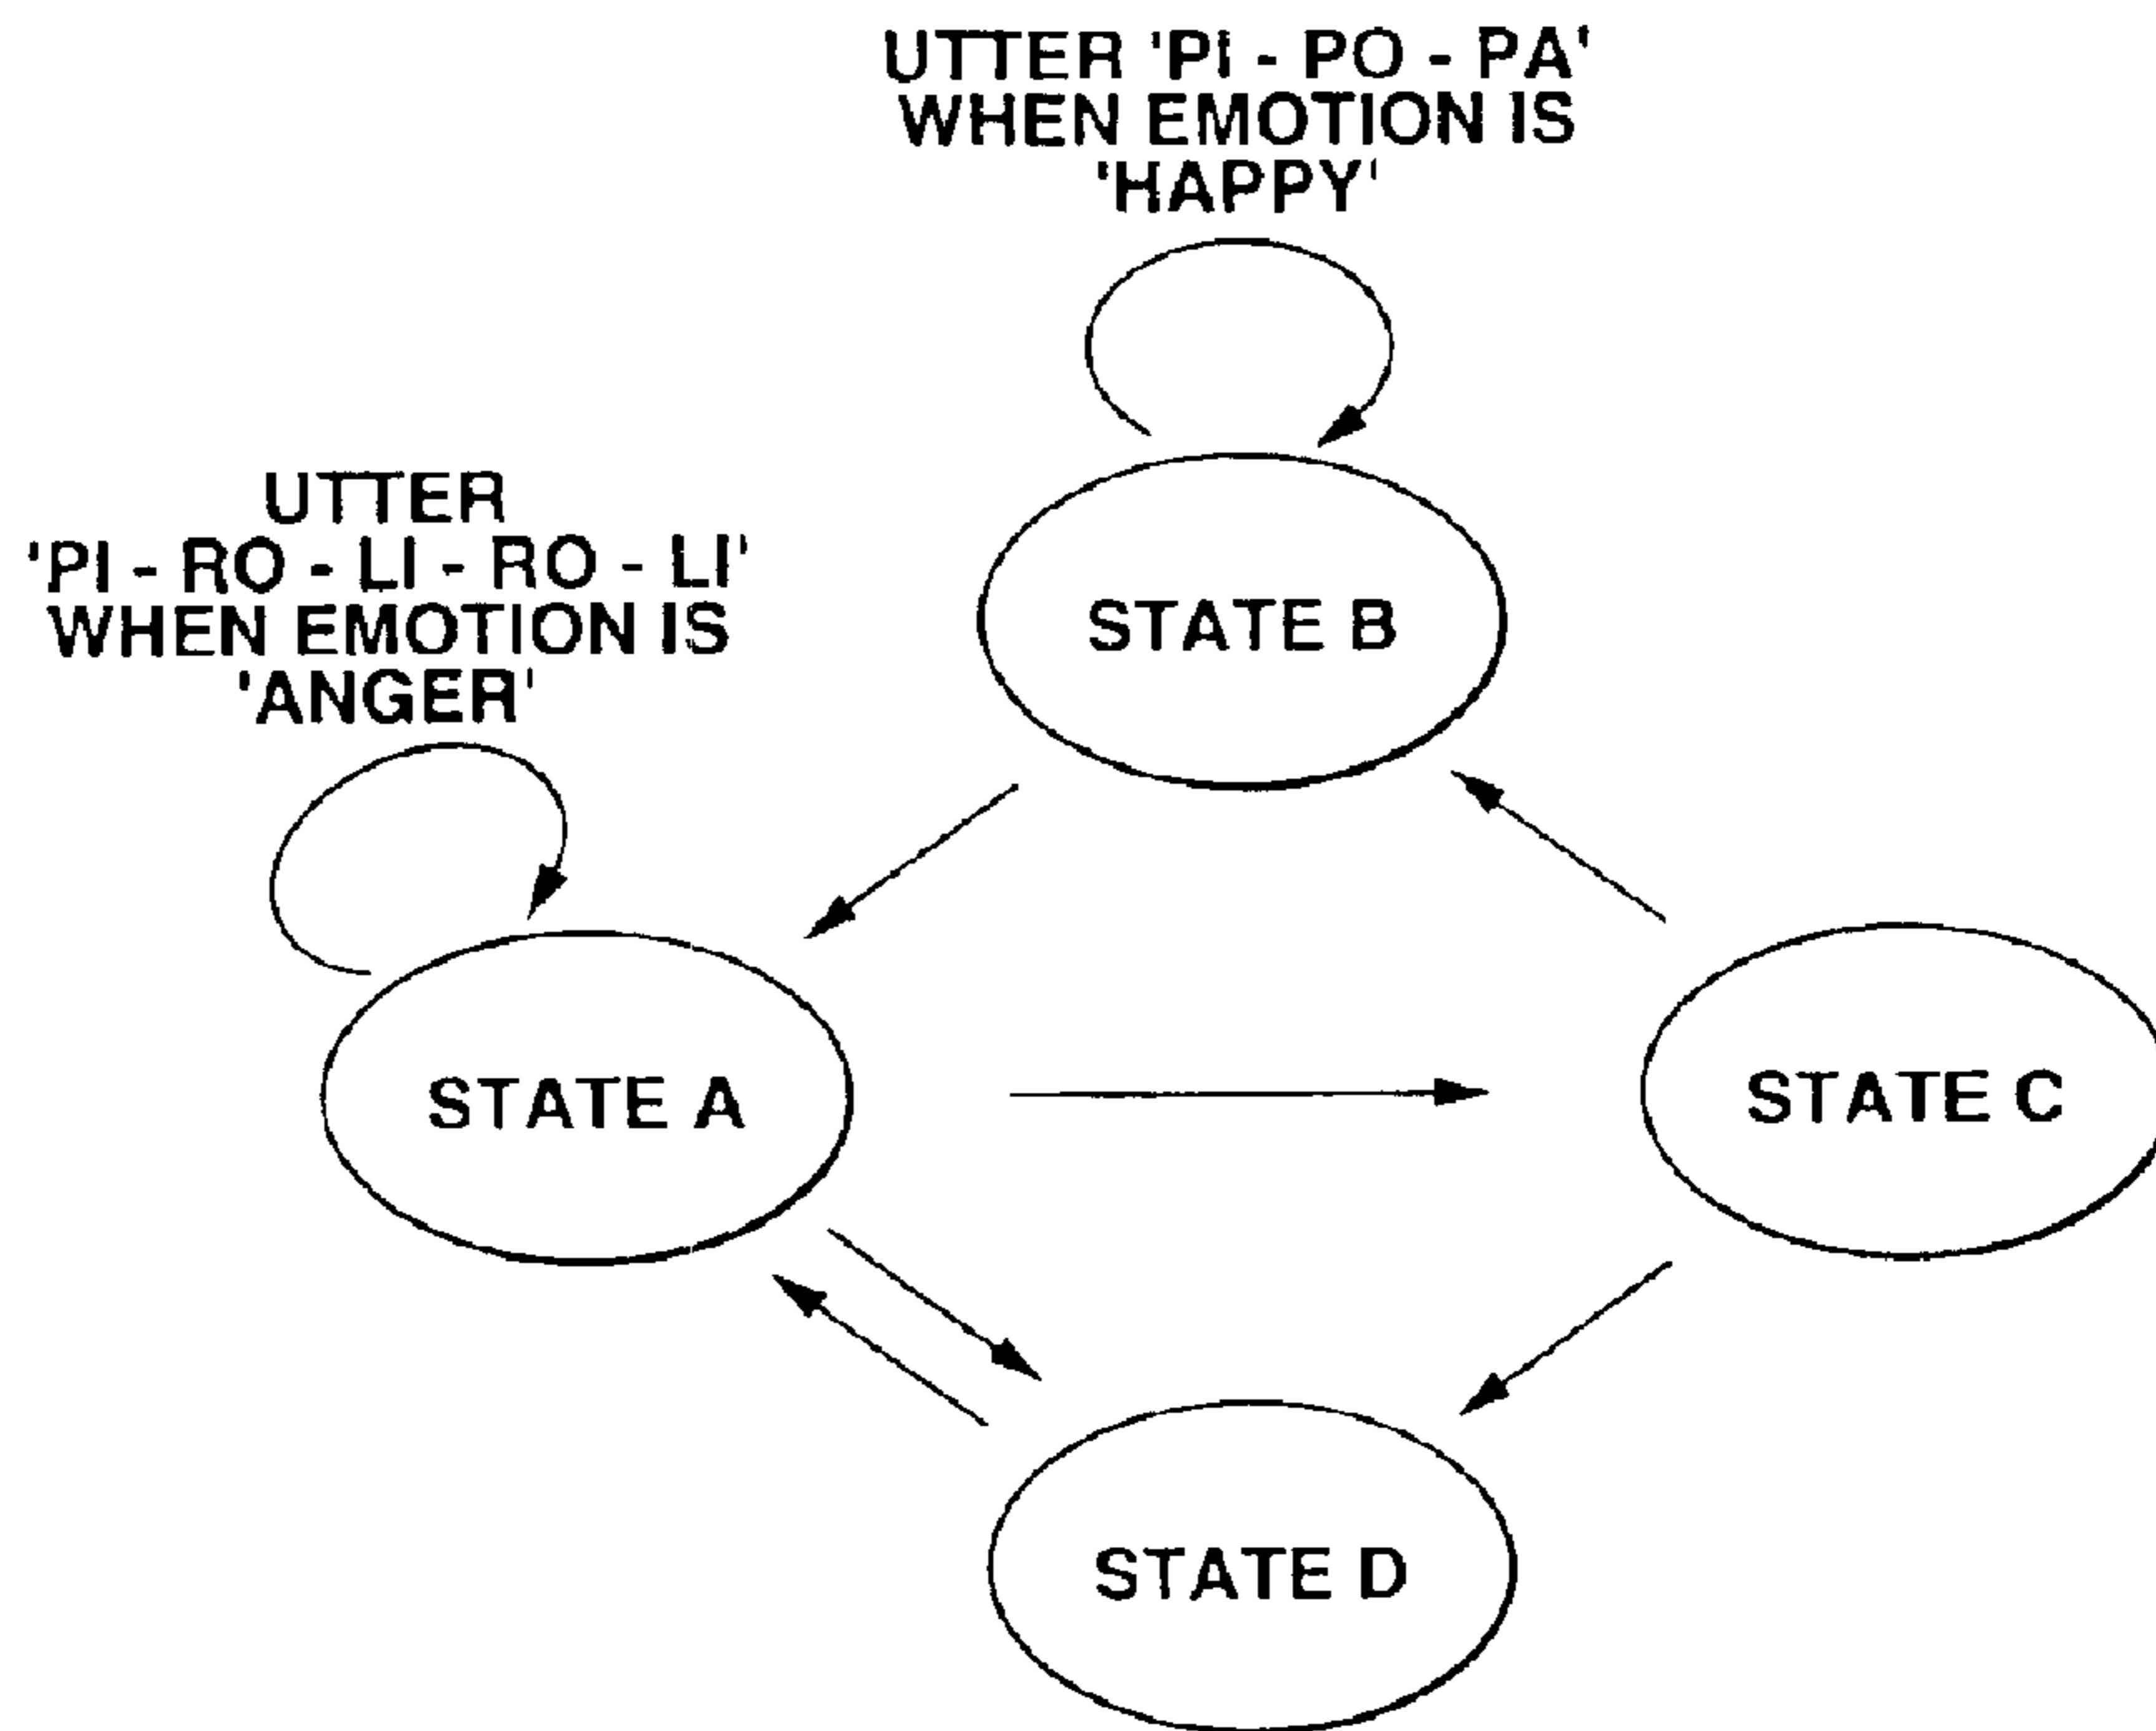 UTTER 'PI - PO - PA'
WHEN EMOTION IS
'HAPPY'
UTTER
'PI - RO - LI - RO - LI'
WHEN EMOTION IS
'ANGER'
STATE B
STATE A
STATE C
STATE D